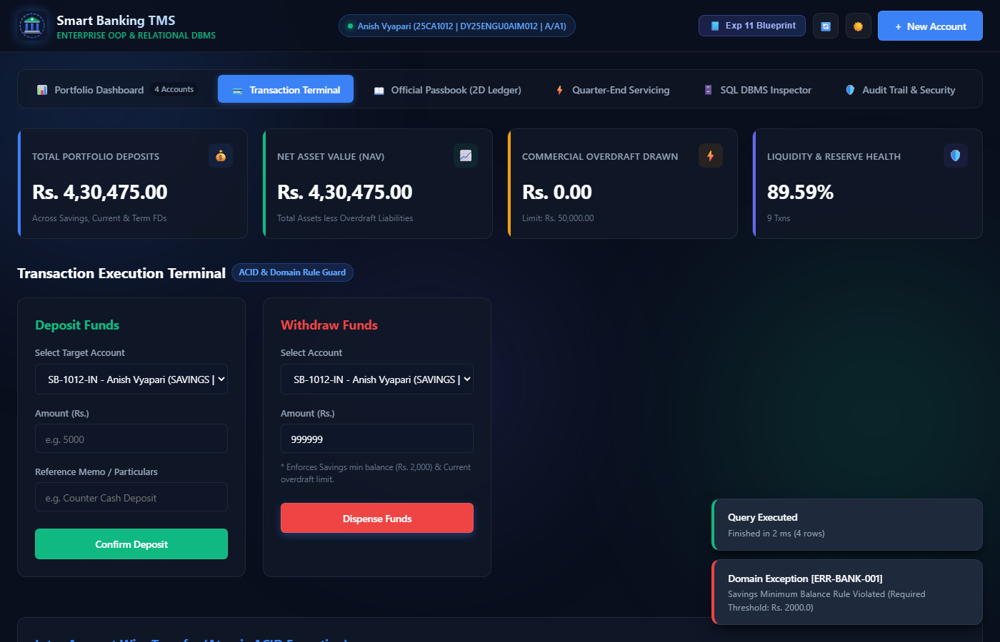 Smart Banking TMS
ENTERPRISE OOP & RELATIONAL DBMS
Anish Vyapari (25CA1012 | DY25ENGU0AIM012 | A/A1)
Exp 11 Blueprint
+ New Account
Portfolio Dashboard 4 Accounts
Transaction Terminal
Official Passbook (2D Ledger)
Quarter-End Servicing
SQL DBMS Inspector
Audit Trail & Security
TOTAL PORTFOLIO DEPOSITS
Rs. 4,30,475.00
Across Savings, Current & Term FDs
NET ASSET VALUE (NAV)
Rs. 4,30,475.00
Total Assets less Overdraft Liabilities
COMMERCIAL OVERDRAFT DRAWN
Rs. 0.00
Limit: Rs. 50,000.00
LIQUIDITY & RESERVE HEALTH
89.59%
9 Txns
Transaction Execution Terminal
ACID & Domain Rule Guard
Deposit Funds
Select Target Account
SB-1012-IN - Anish Vyapari (SAVINGS |
Amount (Rs.)
e.g. 5000
Reference Memo / Particulars
e.g. Counter Cash Deposit
Confirm Deposit
Withdraw Funds
Select Account
SB-1012-IN - Anish Vyapari (SAVINGS |
Amount (Rs.)
999999
* Enforces Savings min balance (Rs. 2,000) & Current
overdraft limit.
Dispense Funds
Query Executed
Finished in 2 ms (4 rows)
Domain Exception [ERR-BANK-001]
Savings Minimum Balance Rule Violated (Required
Threshold: Rs. 2000.0)